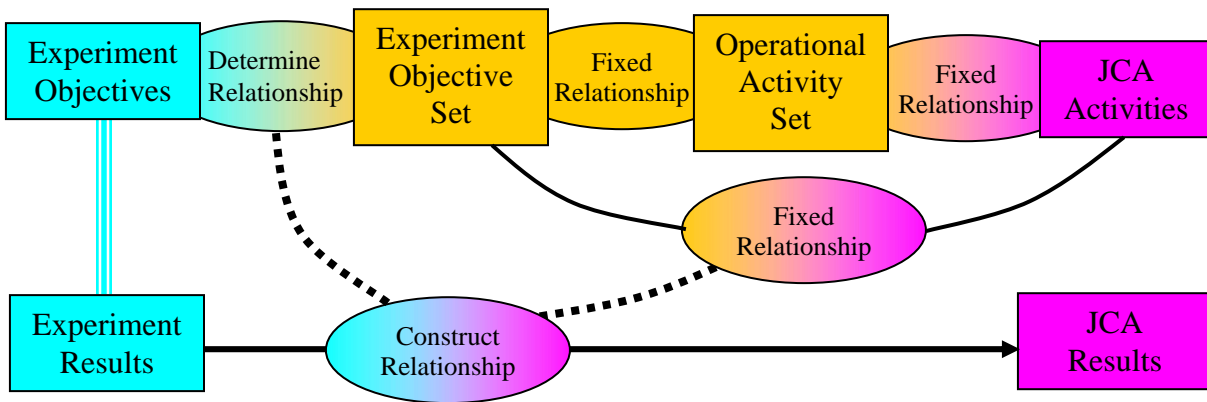 Experiment
Objectives
Determine
Relationship
Experiment
Objective
Set
Fixed
Relationship
Operational
Activity
Set
Fixed
Relationship
JCA
Activities
Fixed
Relationship
Experiment
Results
Construct
Relationship
JCA
Results